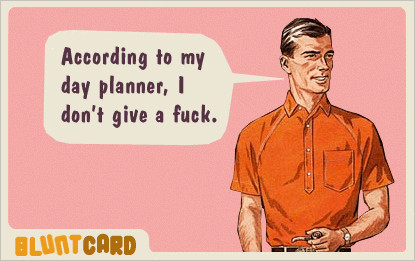 According to my
day planner, I
don't give a fuck.
BLUNTCARD